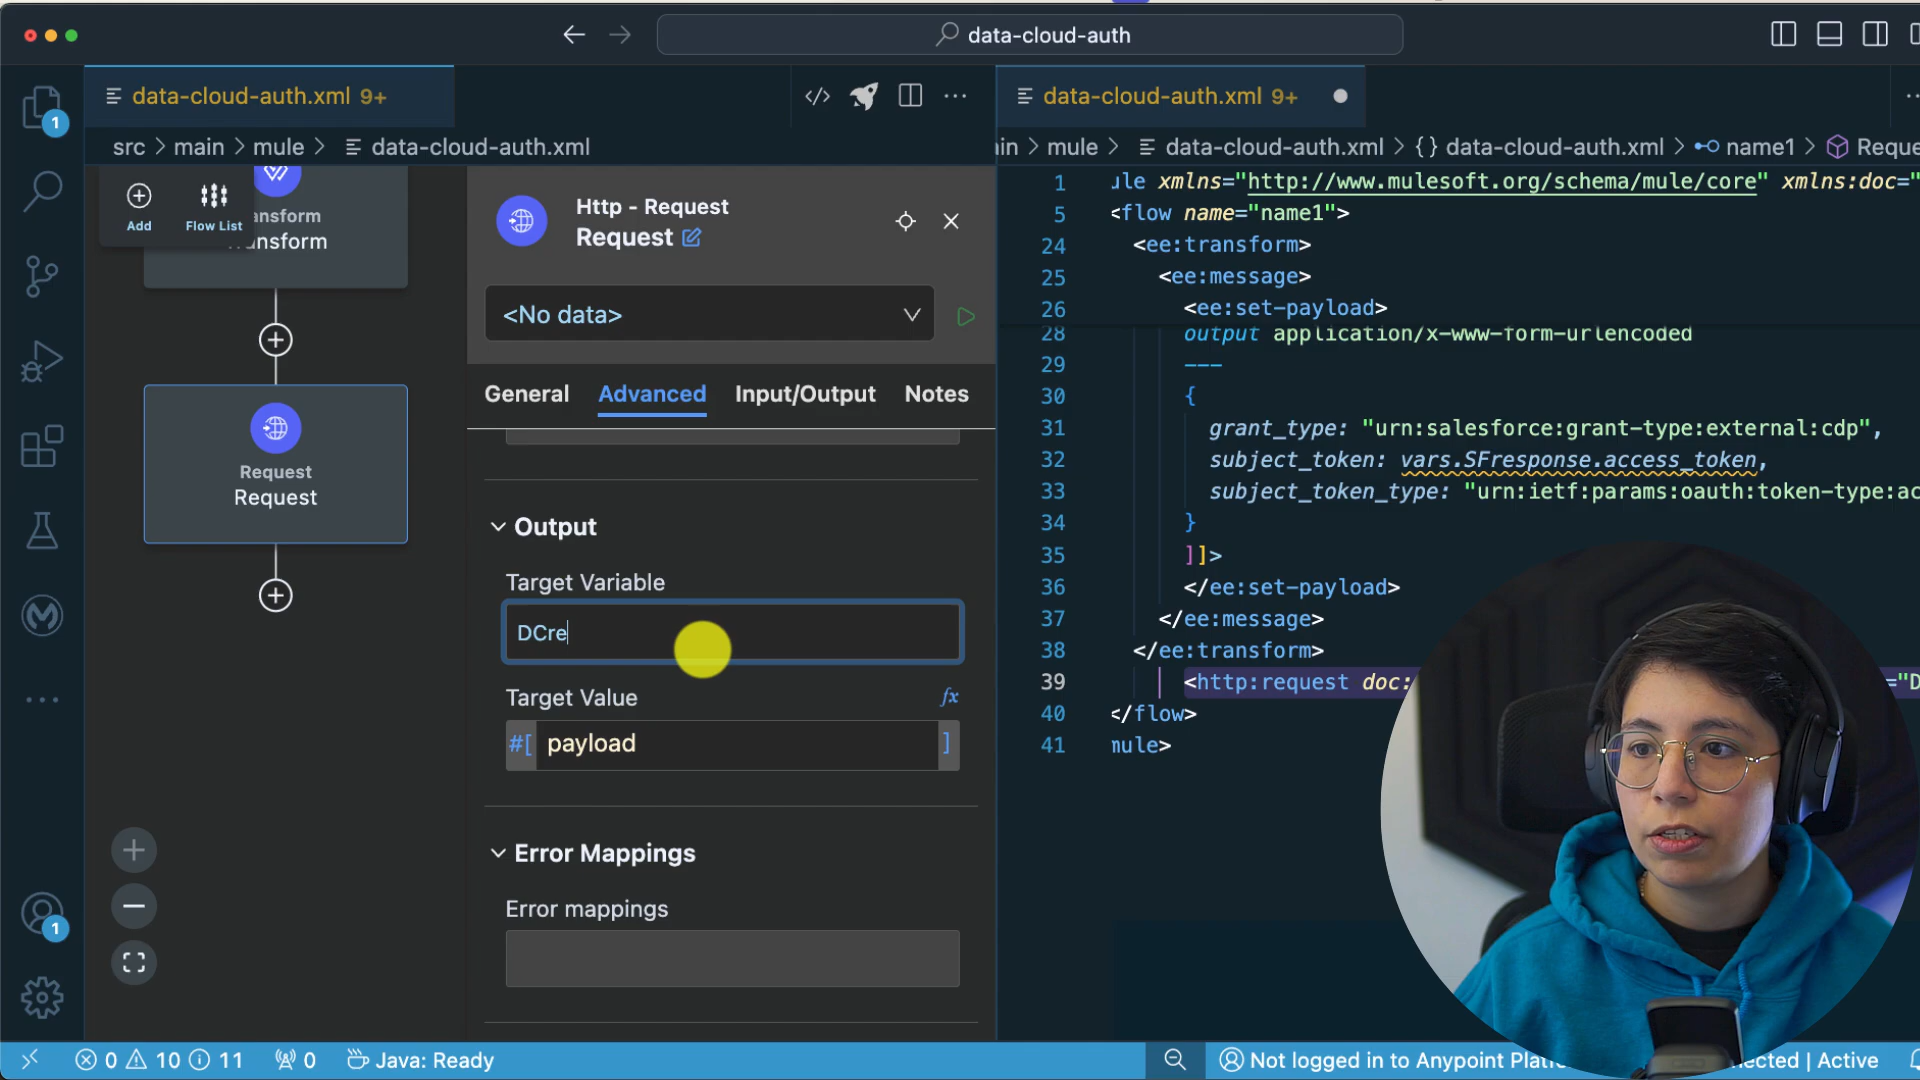 data-cloud-auth
data-cloud-auth.xml 9+
data-cloud-auth.xml 9+
1
src > main > mule > data-cloud-auth.xml
in > mule > data-cloud-auth.xml > {} data-cloud-auth.xml > name1 > Reque
Add
Flow List
ansform
Transform
Request
Request
Http - Request
Request
<No data>
General
Advanced
Input/Output
Notes
Output
Target Variable
DCre
Target Value
fx
#[ payload ]
Error Mappings
Error mappings
1 ule xmlns="http://www.mulesoft.org/schema/mule/core" xmlns:doc="
5 <flow name="name1">
24 <ee:transform>
25 <ee:message>
26 <ee:set-payload>
28 output application/x-www-form-urlencoded
29 ---
30 {
31 grant_type: "urn:salesforce:grant-type:external:cdp",
32 subject_token: vars.SFresponse.access_token,
33 subject_token_type: "urn:ietf:params:oauth:token-type:ac
34 }
35 ]]>
36 </ee:set-payload>
37 </ee:message>
38 </ee:transform>
39 <http:request doc: ="D
40 </flow>
41 mule>
1
0 10 11 0 Java: Ready
Not logged in to Anypoint Platf ected | Active